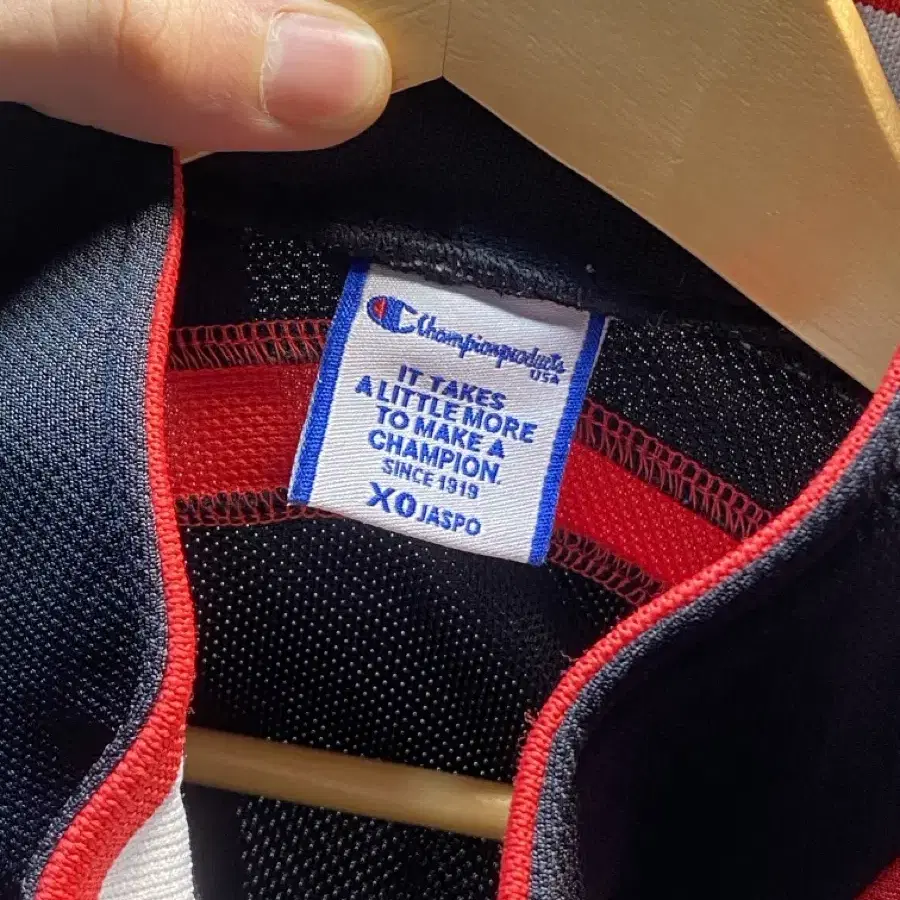 Championproducts
USA
IT TAKES
A LITTLE MORE
TO MAKE A
CHAMPION.
SINCE 1919
XO JASPO